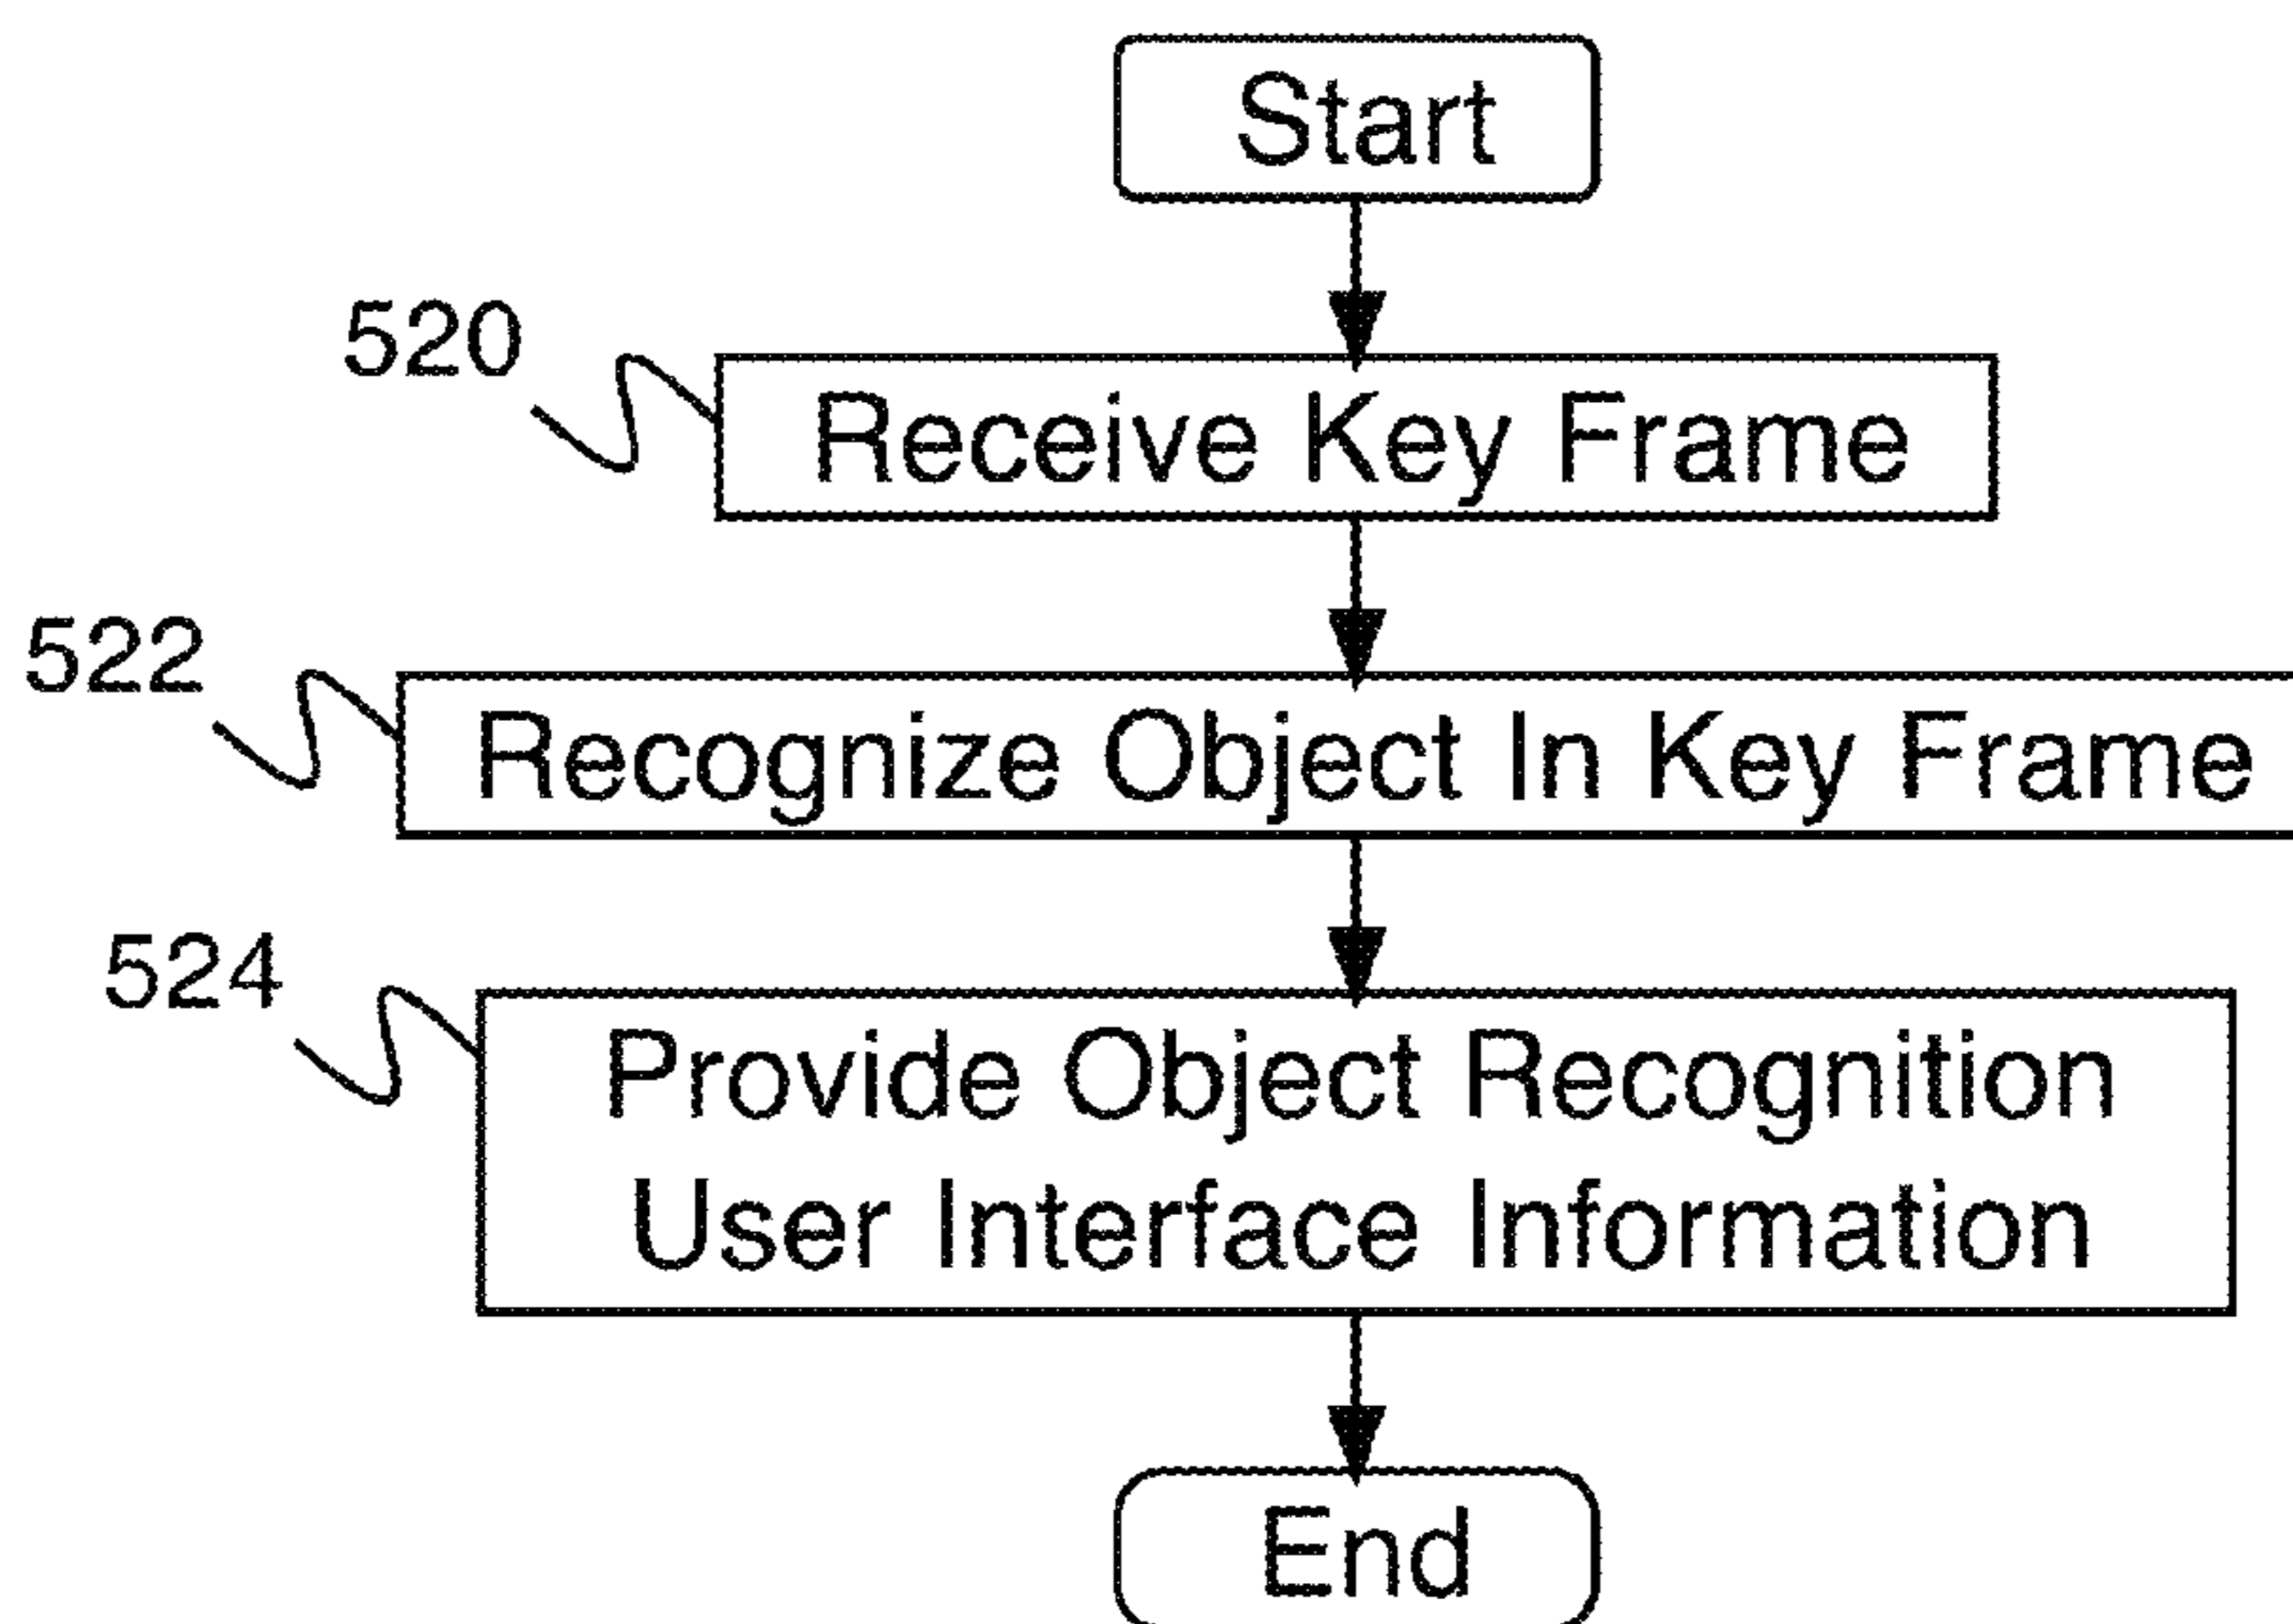 Start
520
Receive Key Frame
522
Recognize Object In Key Frame
524
Provide Object Recognition
User Interface Information
End